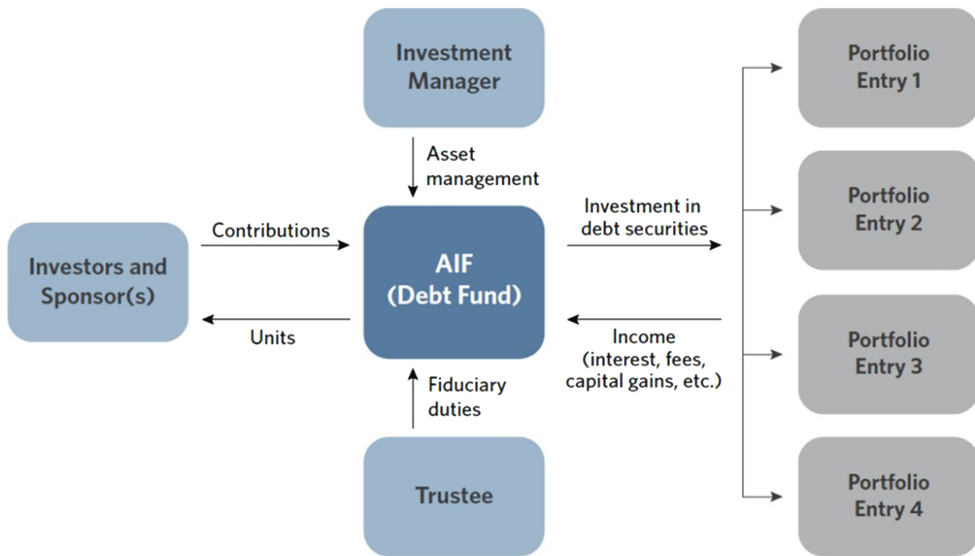 Investment
Manager
Asset
management
Investors and
Sponsor(s)
Contributions
Units
AIF
(Debt Fund)
Fiduciary
duties
Trustee
Investment in
debt securities
Income
(interest, fees,
capital gains, etc.)
Portfolio
Entry 1
Portfolio
Entry 2
Portfolio
Entry 3
Portfolio
Entry 4